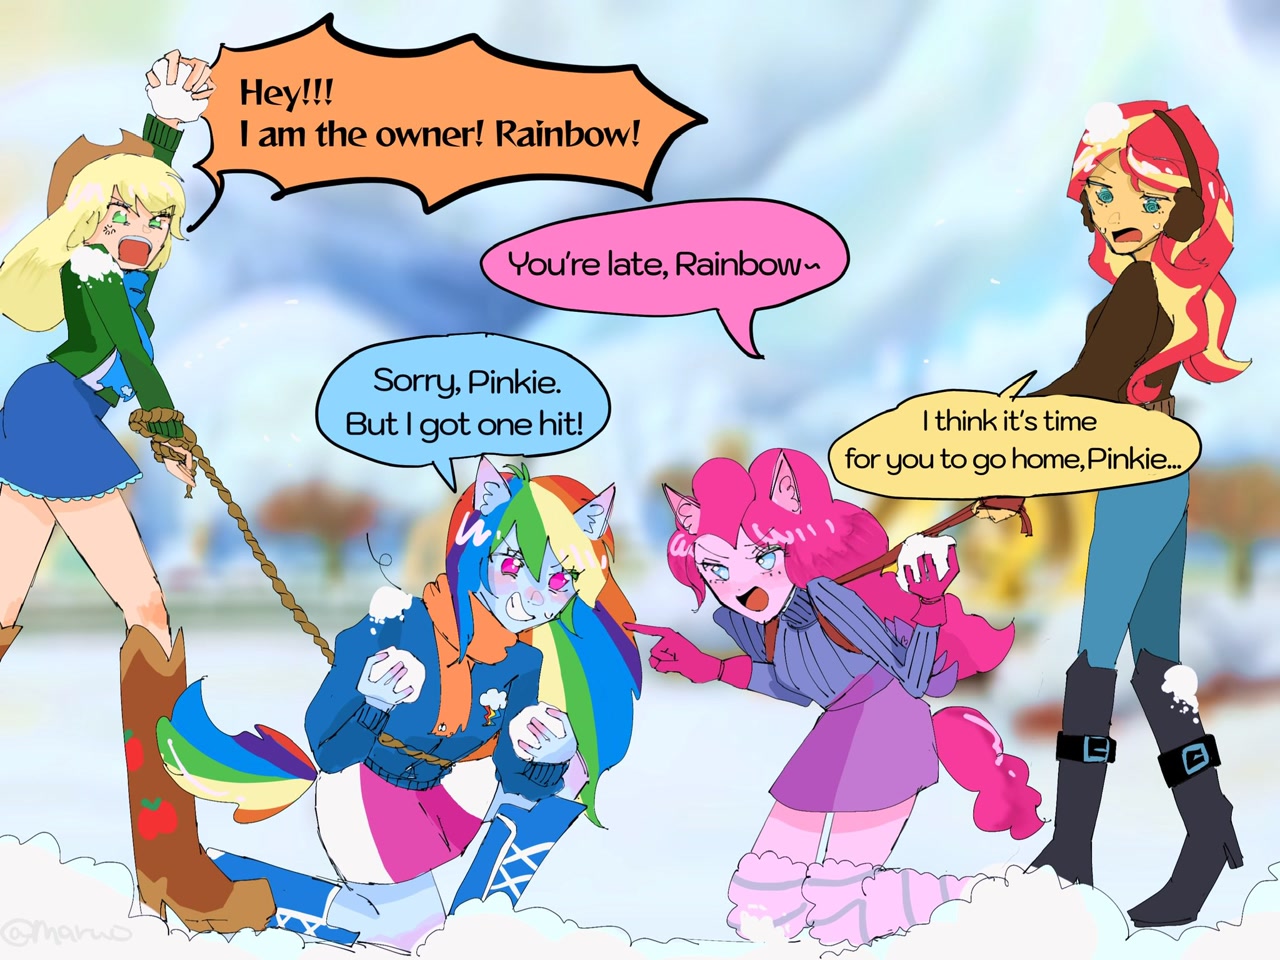 Hey!!!
I am the owner! Rainbow!
You're late, Rainbow~
Sorry, Pinkie.
But I got one hit!
I think it's time
for you to go home,Pinkie...
@maruo